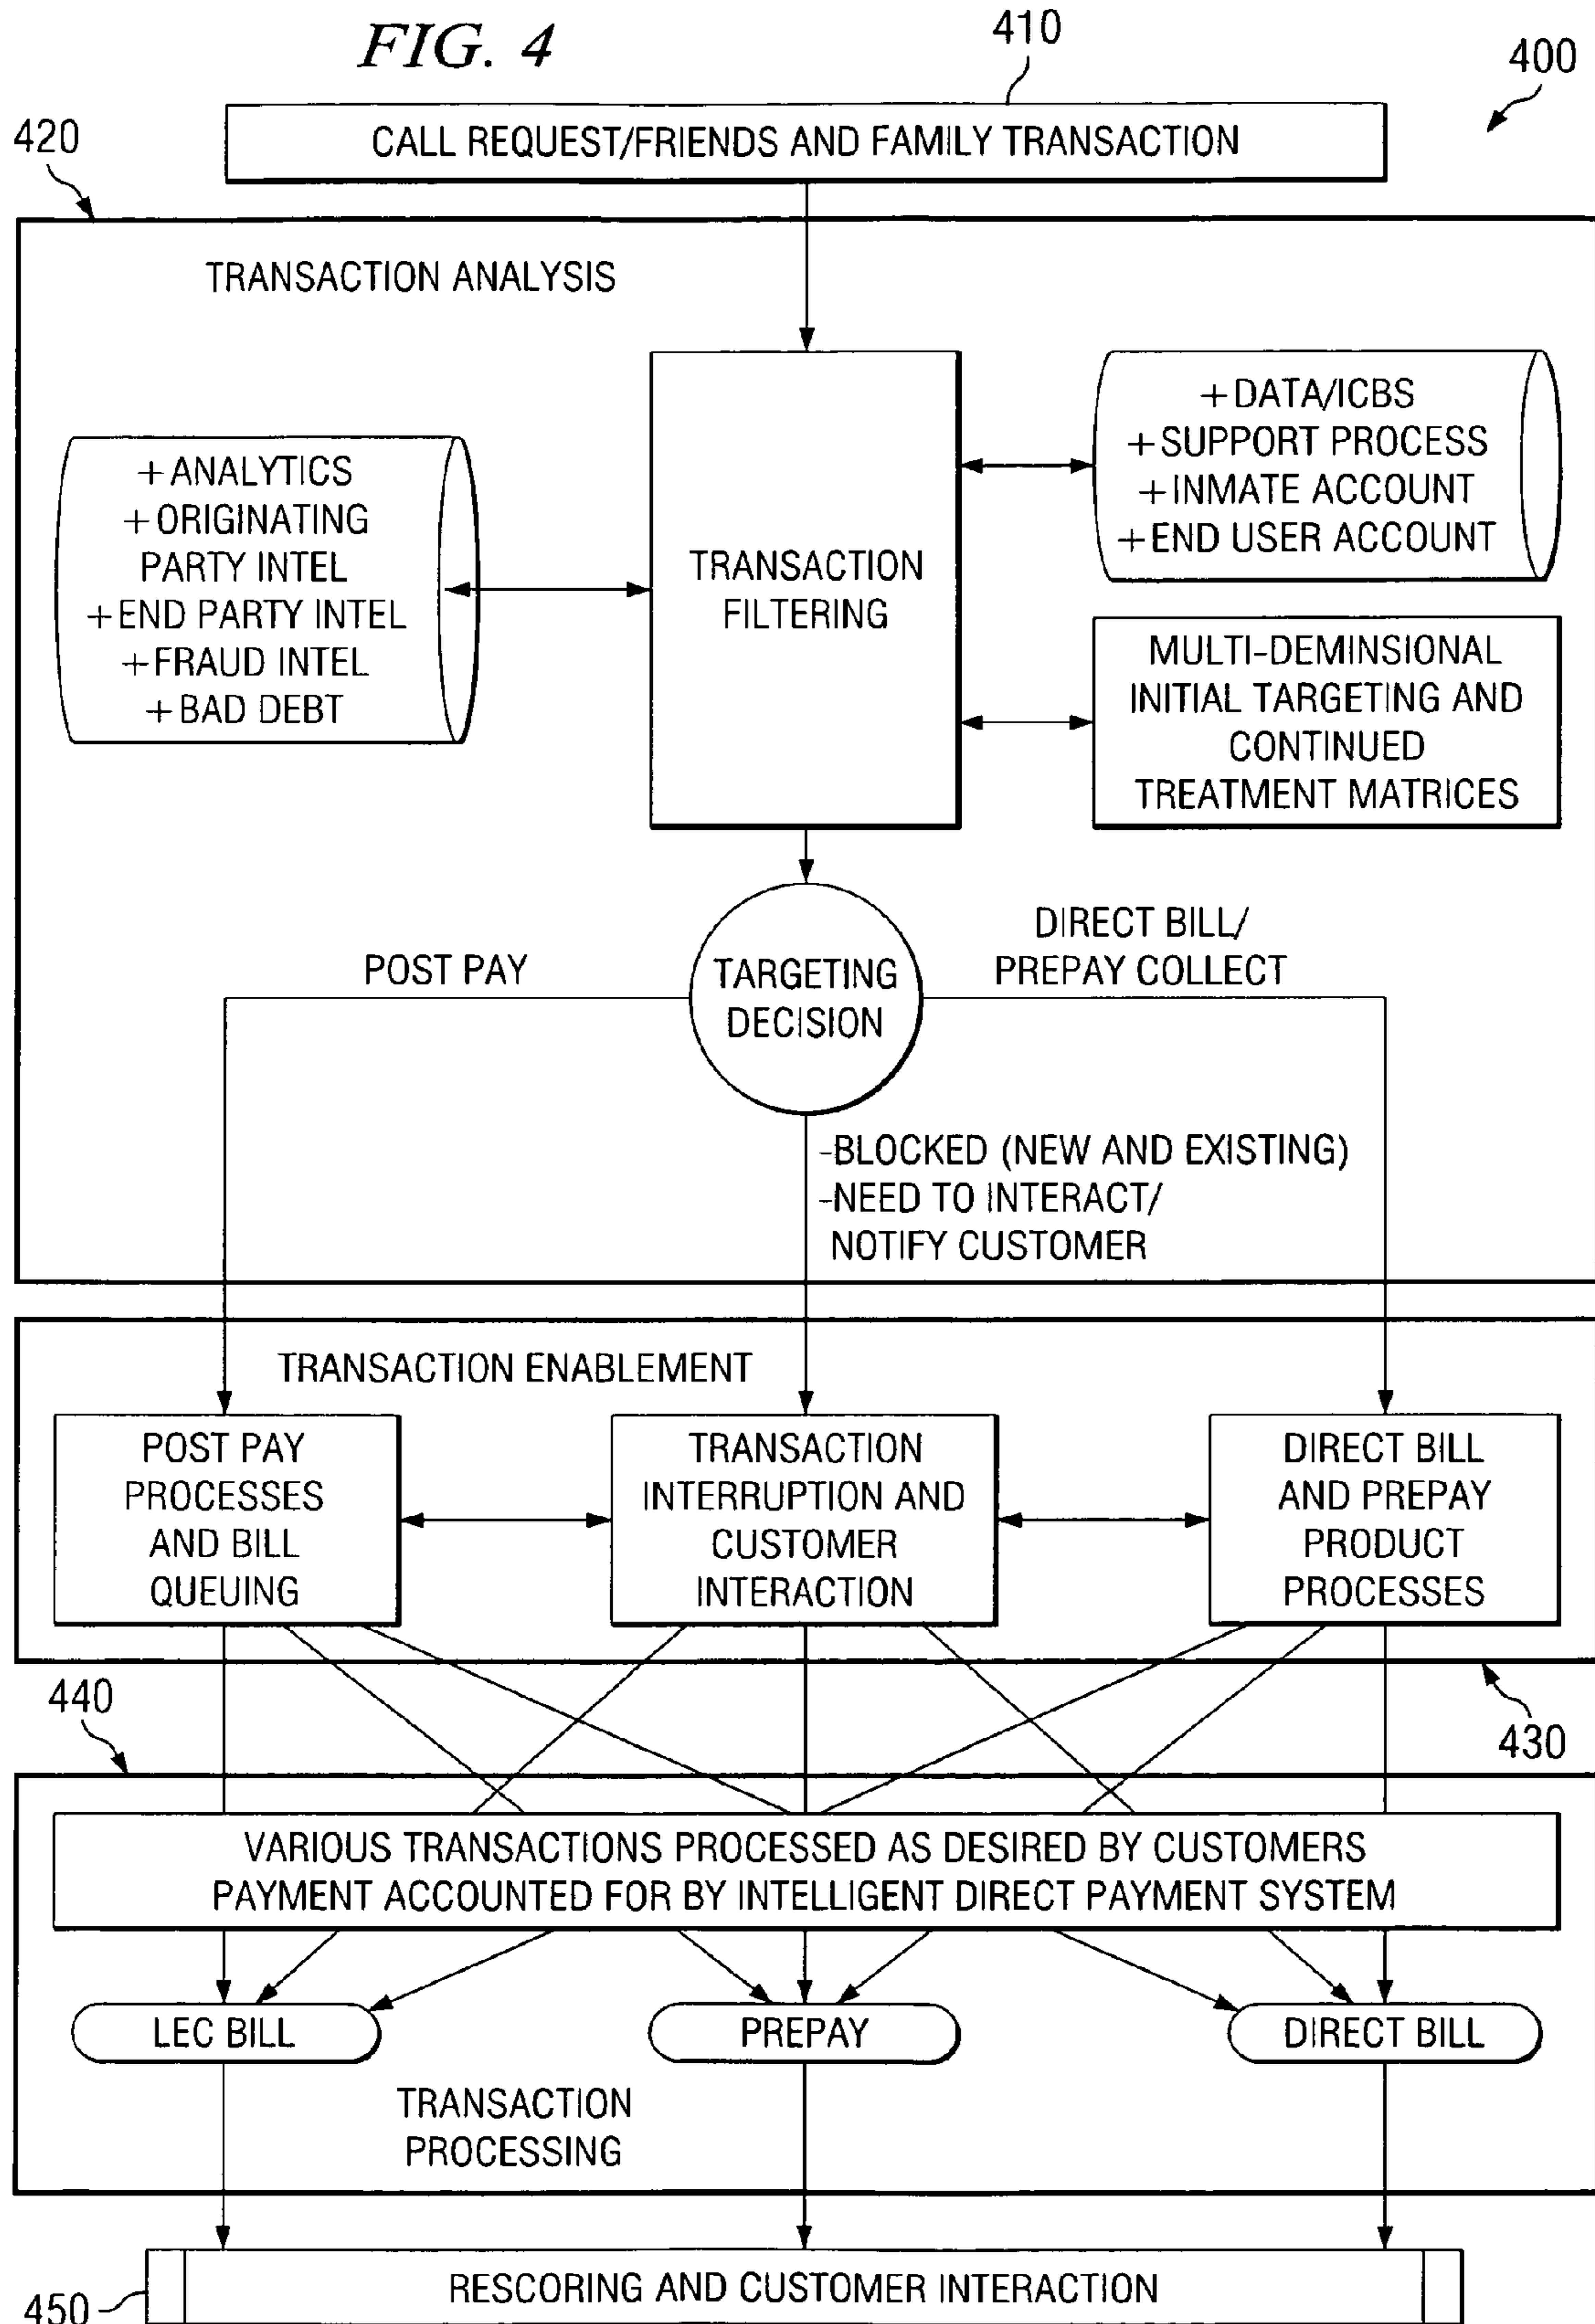 FIG. 4
410
400
CALL REQUEST/FRIENDS AND FAMILY TRANSACTION
420
TRANSACTION ANALYSIS
+ANALYTICS
+ORIGINATING
PARTY INTEL
+END PARTY INTEL
+FRAUD INTEL
+BAD DEBT
TRANSACTION
FILTERING
+DATA/ICBS
+SUPPORT PROCESS
+INMATE ACCOUNT
+END USER ACCOUNT
MULTI-DEMINSIONAL
INITIAL TARGETING AND
CONTINUED
TREATMENT MATRICES
POST PAY
TARGETING
DECISION
DIRECT BILL/
PREPAY COLLECT
-BLOCKED (NEW AND EXISTING)
-NEED TO INTERACT/
NOTIFY CUSTOMER
TRANSACTION ENABLEMENT
POST PAY
PROCESSES
AND BILL
QUEUING
TRANSACTION
INTERRUPTION AND
CUSTOMER
INTERACTION
DIRECT BILL
AND PREPAY
PRODUCT
PROCESSES
440
430
VARIOUS TRANSACTIONS PROCESSED AS DESIRED BY CUSTOMERS
PAYMENT ACCOUNTED FOR BY INTELLIGENT DIRECT PAYMENT SYSTEM
LEC BILL
PREPAY
DIRECT BILL
TRANSACTION
PROCESSING
450
RESCORING AND CUSTOMER INTERACTION